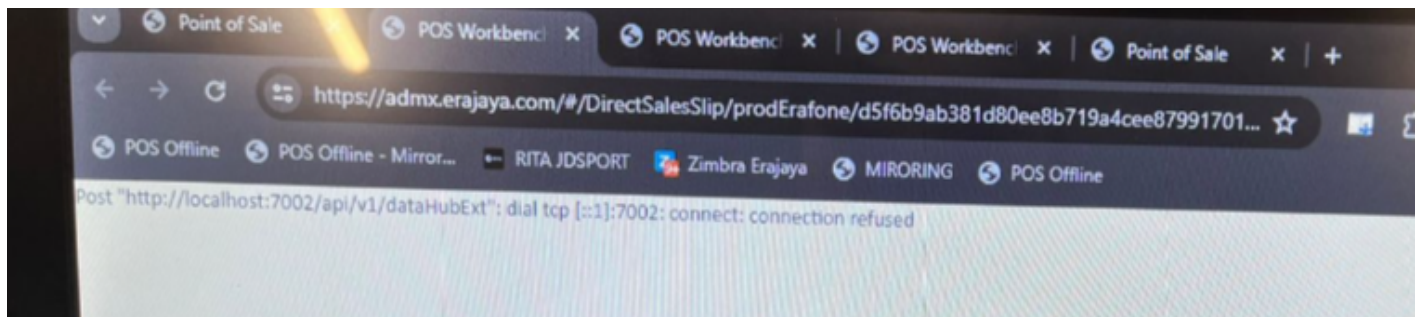 Point of Sale POS Workbenc POS Workbenc POS Workbenc Point of Sale
https://admx.erajaya.com/#/DirectSalesSlip/prodErafone/d5f6b9ab381d80ee8b719a4cee87991701...
POS Offline POS Offline - Mirror... RITA JDSPORT Zimbra Erajaya MIRORING POS Offline
Post "http://localhost:7002/api/v1/dataHubExt": dial tcp [::1]:7002: connect: connection refused